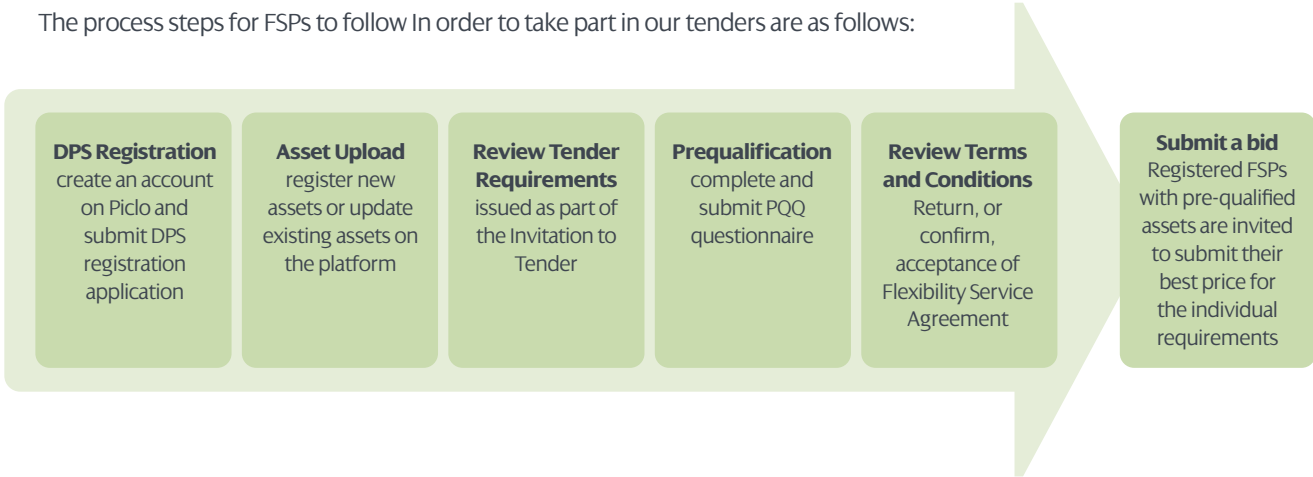 The process steps for FSPs to follow In order to take part in our tenders are as follows:
DPS Registration
create an account
on Piclo and
submit DPS
registration
application
Asset Upload
register new
assets or update
existing assets on
the platform
Review Tender
Requirements
issued as part of
the Invitation to
Tender
Prequalification
complete and
submit PQQ
questionnaire
Review Terms
and Conditions
Return, or
confirm,
acceptance of
Flexibility Service
Agreement
Submit a bid
Registered FSPs
with pre-qualified
assets are invited
to submit their
best price for
the individual
requirements